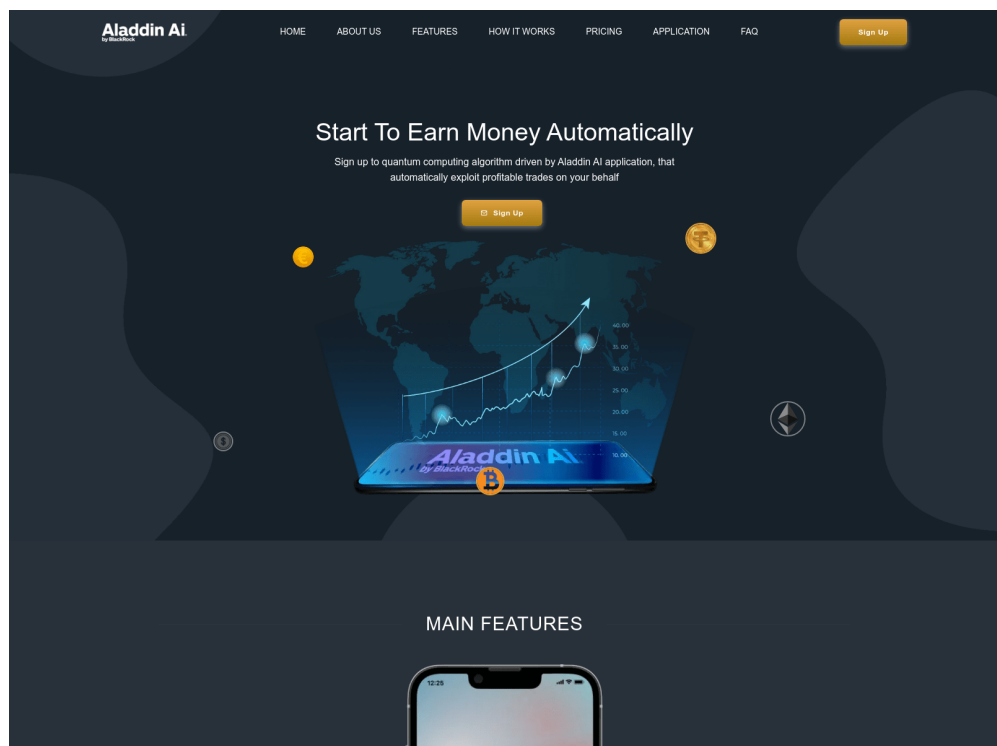 Aladdin Ai
by BlackRock
HOME ABOUT US FEATURES HOW IT WORKS PRICING APPLICATION FAQ
Sign Up
Start To Earn Money Automatically
Sign up to quantum computing algorithm driven by Aladdin AI application, that
automatically exploit profitable trades on your behalf
Sign Up
40.00
35.00
30.00
25.00
20.00
15.00
10.00
Aladdin Ai
by BlackRock
MAIN FEATURES
12:25